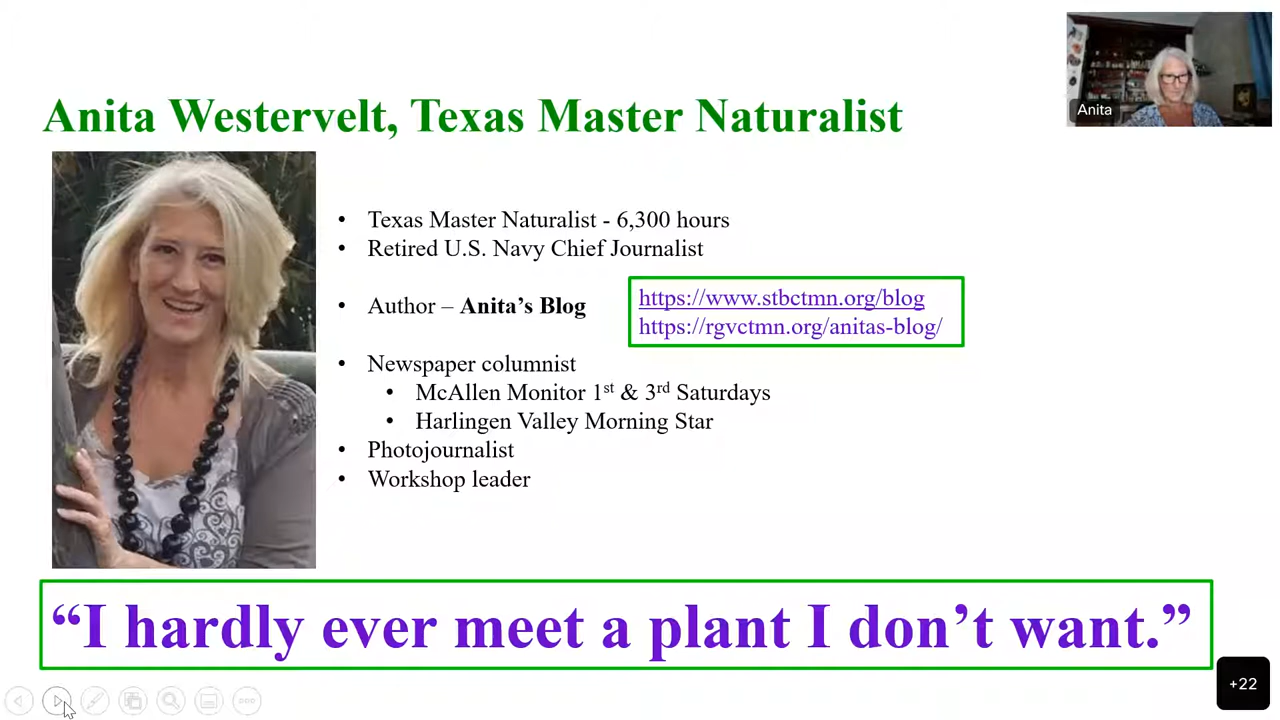 Anita Westervelt, Texas Master Naturalist
Anita
• Texas Master Naturalist - 6,300 hours
• Retired U.S. Navy Chief Journalist
• Author – Anita’s Blog
https://www.stbctmn.org/blog
https://rgvctmn.org/anitas-blog/
• Newspaper columnist
• McAllen Monitor 1st & 3rd Saturdays
• Harlingen Valley Morning Star
• Photojournalist
• Workshop leader
“I hardly ever meet a plant I don’t want.”
+22